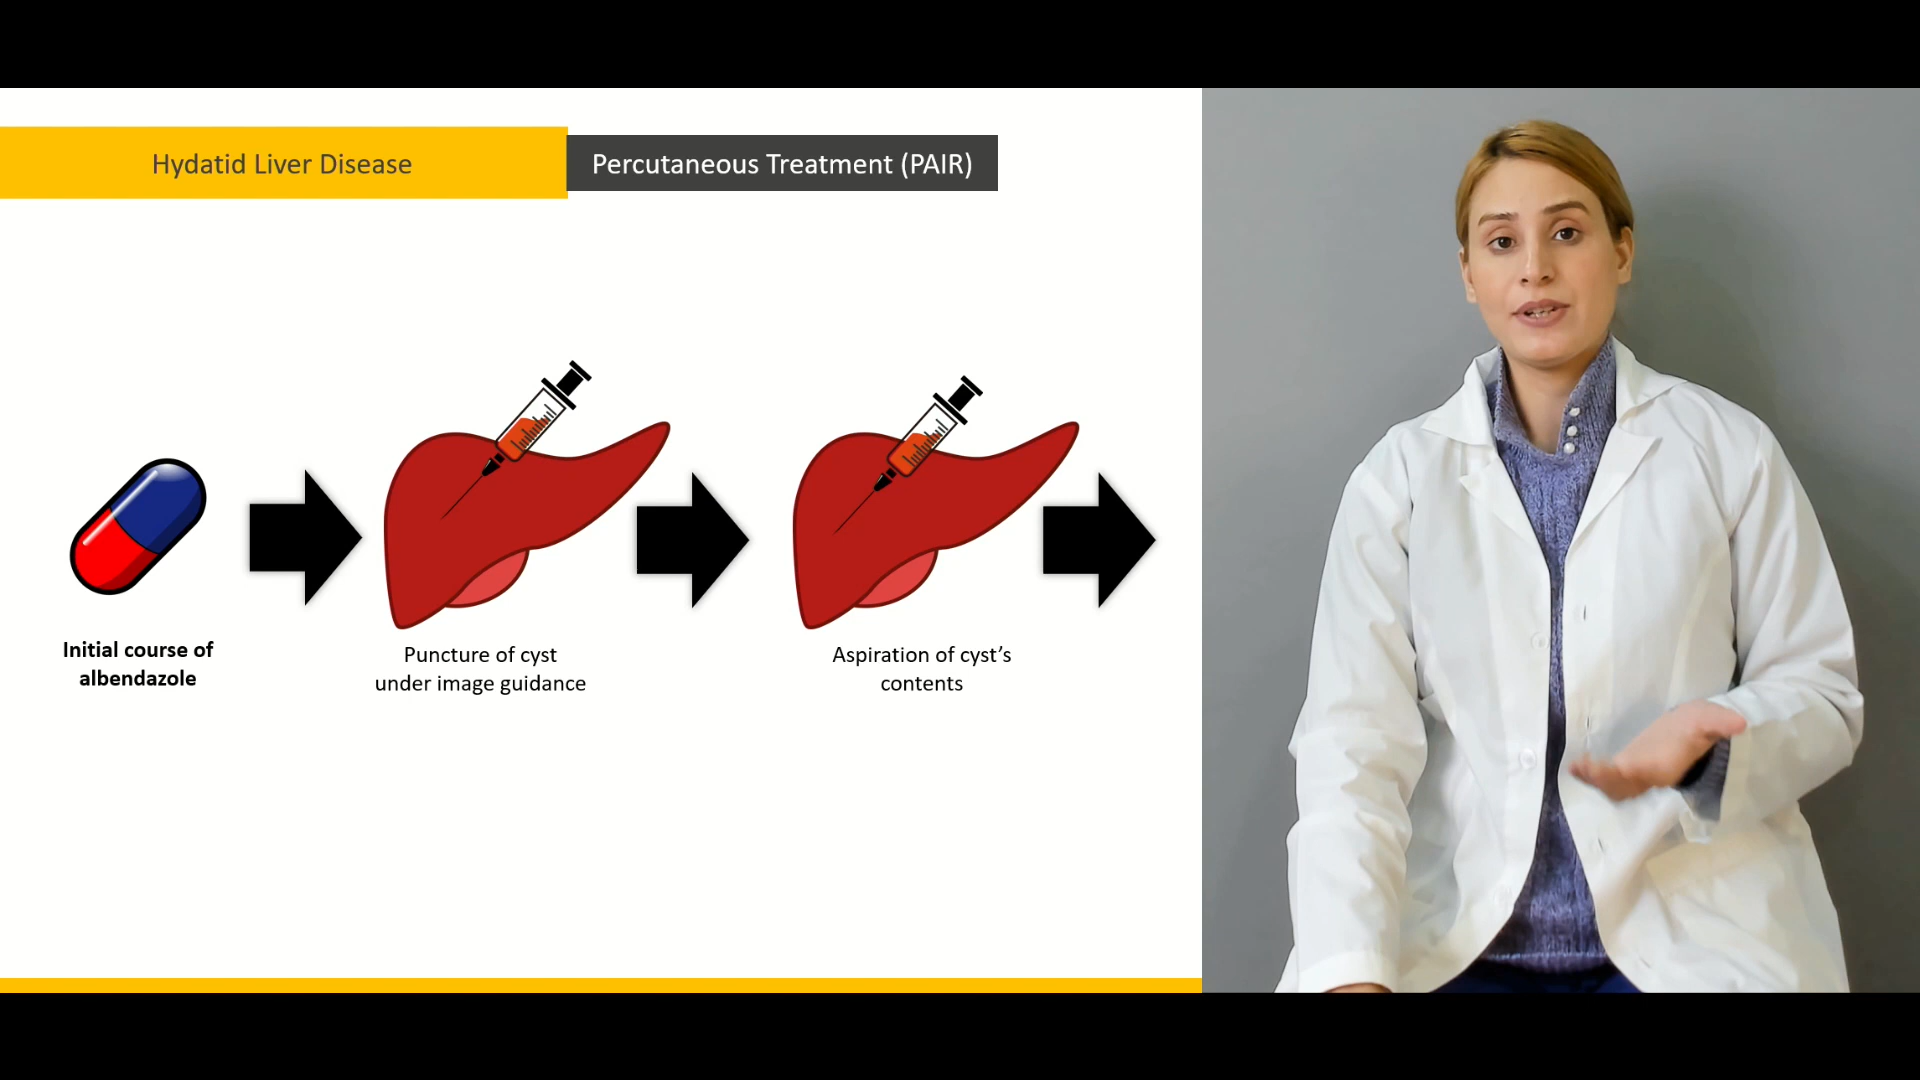 Hydatid Liver Disease
Percutaneous Treatment (PAIR)
Initial course of
albendazole
Puncture of cyst
under image guidance
Aspiration of cyst’s
contents